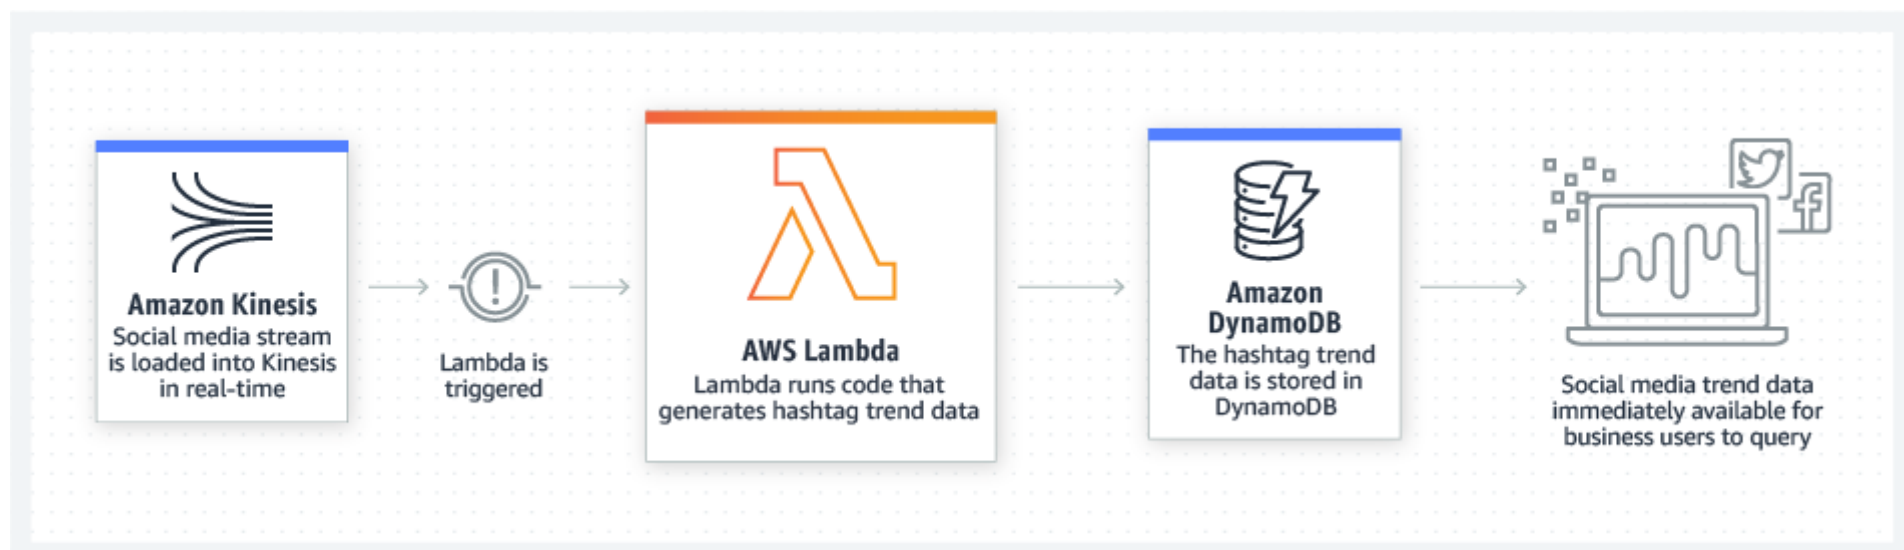 Amazon Kinesis
Social media stream
is loaded into Kinesis
in real-time
Lambda is
triggered
AWS Lambda
Lambda runs code that
generates hashtag trend data
Amazon
DynamoDB
The hashtag trend
data is stored in
DynamoDB
Social media trend data
immediately available for
business users to query